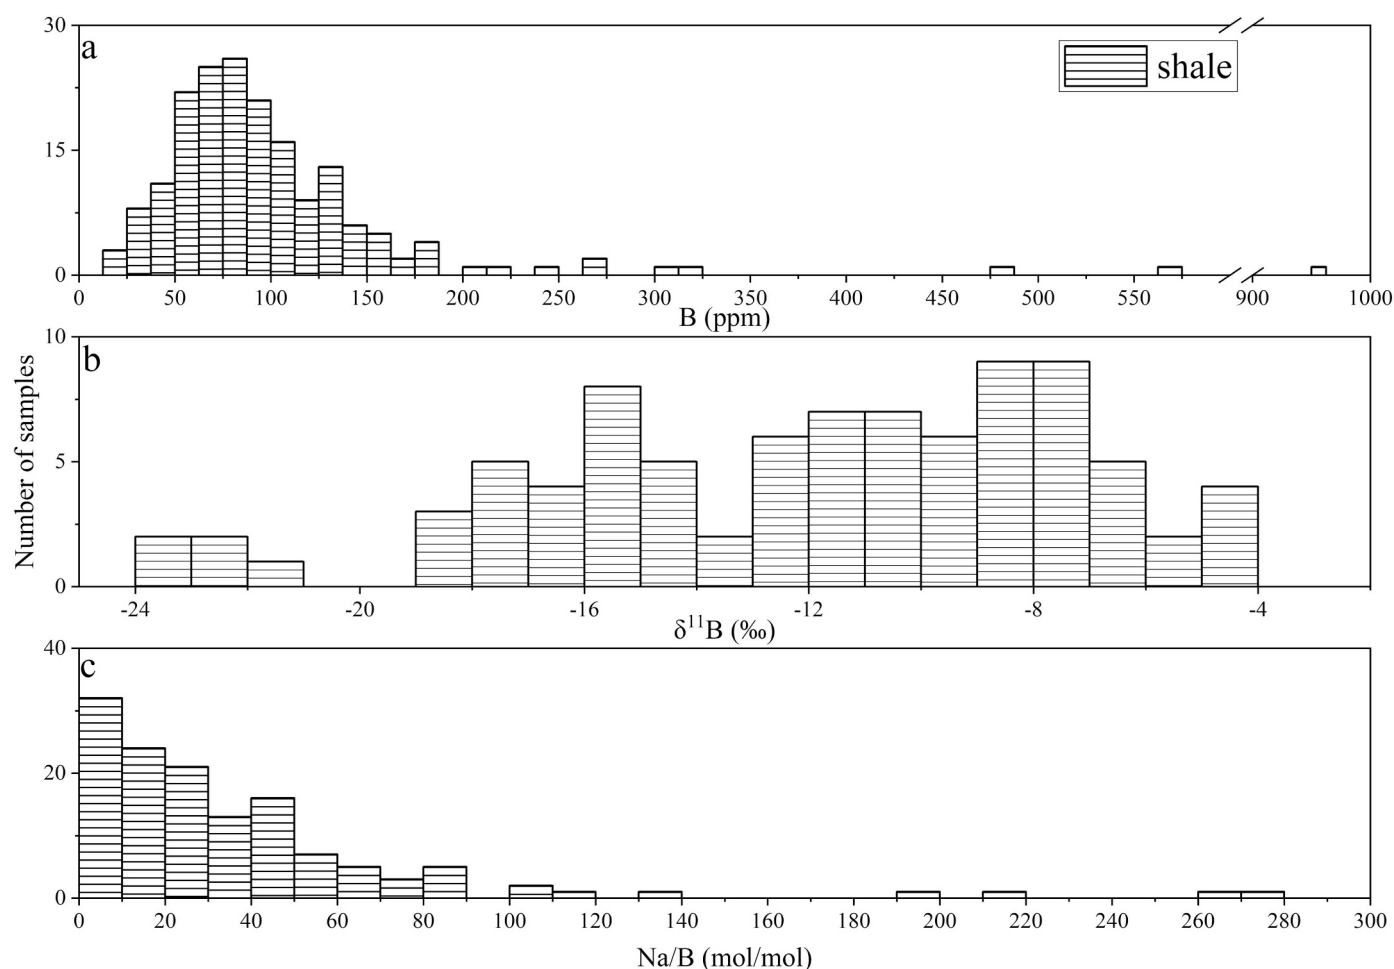 30
a
shale
15
0
0 50 100 150 200 250 300 350 400 450 500 550 900 1000
B (ppm)
10
b
5
0
-24 -20 -16 -12 -8 -4
δ¹¹B (‰)
Number of samples
40
c
20
0
0 20 40 60 80 100 120 140 160 180 200 220 240 260 280 300
Na/B (mol/mol)